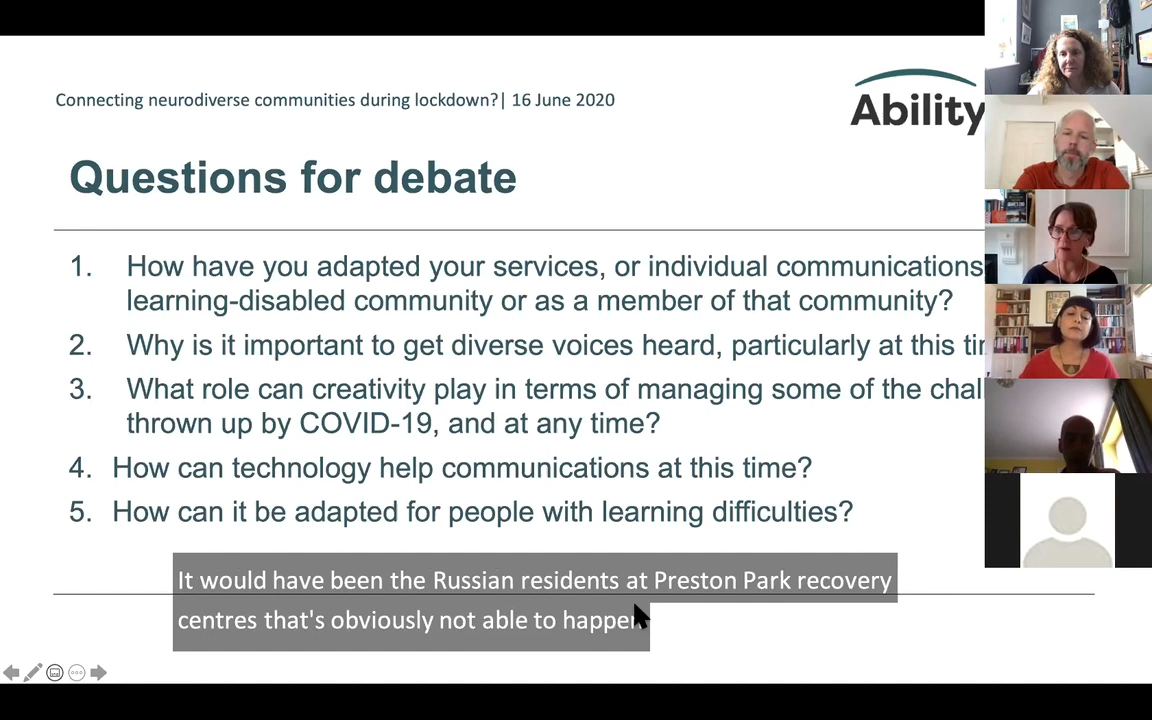 Connecting neurodiverse communities during lockdown?| 16 June 2020
Ability
Questions for debate
1. How have you adapted your services, or individual communications
learning-disabled community or as a member of that community?
2. Why is it important to get diverse voices heard, particularly at this
3. What role can creativity play in terms of managing some of the
thrown up by COVID-19, and at any time?
4. How can technology help communications at this time?
5. How can it be adapted for people with learning difficulties?
It would have been the Russian residents at Preston Park recovery
centres that's obviously not able to happen